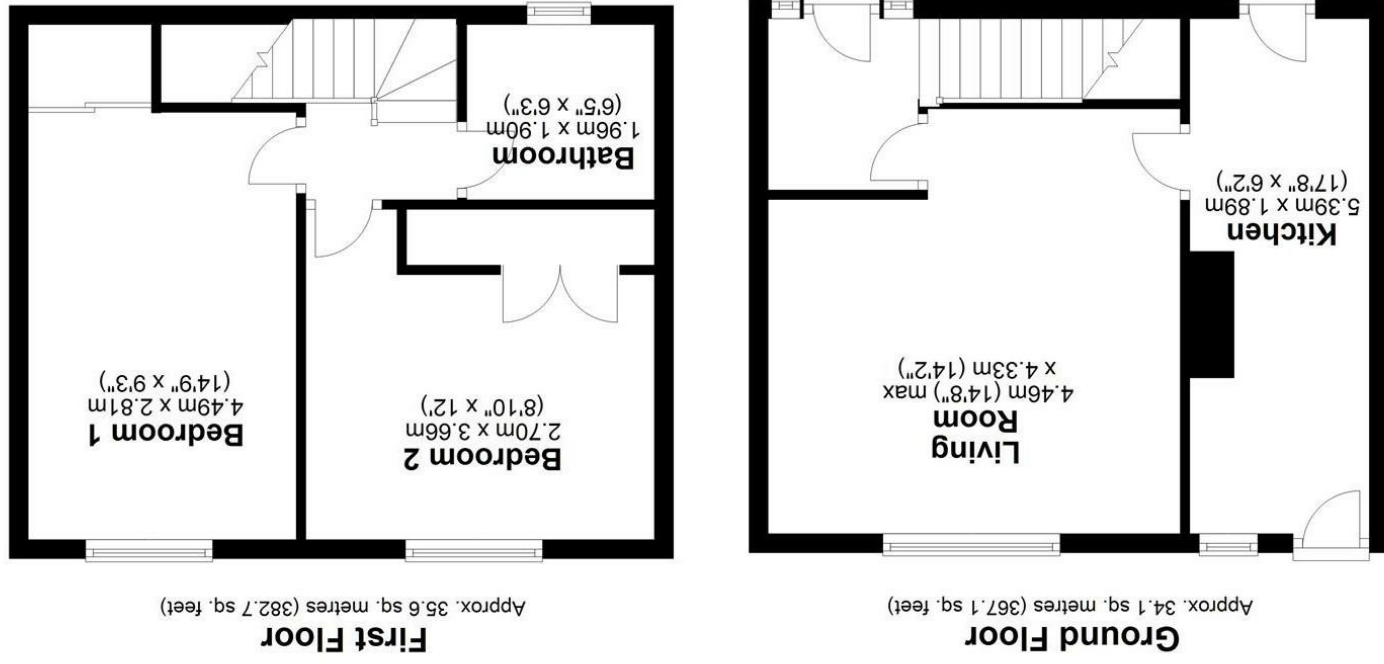 Ground Floor
Approx. 34.1 sq. metres (367.1 sq. feet)
Living
Room
4.46m (14'8") max
x 4.33m (14'2")
Kitchen
5.39m x 1.89m
(17'8" x 6'2")
First Floor
Approx. 35.6 sq. metres (382.7 sq. feet)
Bedroom 2
2.70m x 3.66m
(8'10" x 12')
Bedroom 1
4.49m x 2.81m
(14'9" x 9'3")
Bathroom
1.96m x 1.90m
(6'5" x 6'3")